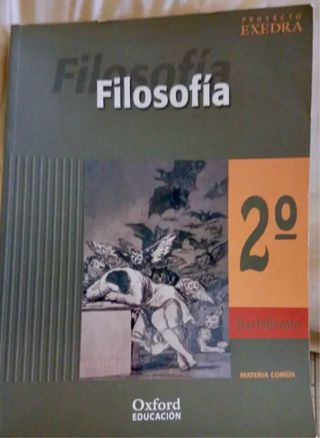 PROYECTO
EXEDRA
Filosofía
Filosofía
2º
Bachillerato
MATERIA COMÚN
Oxford
EDUCACIÓN